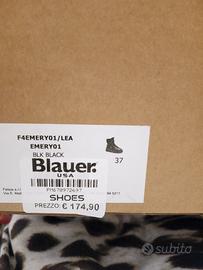 F4EMERY01/LEA
EMERY01
BLK BLACK
37
Blauer.
USA
SHOES
PREZZO: € 174,90
subito